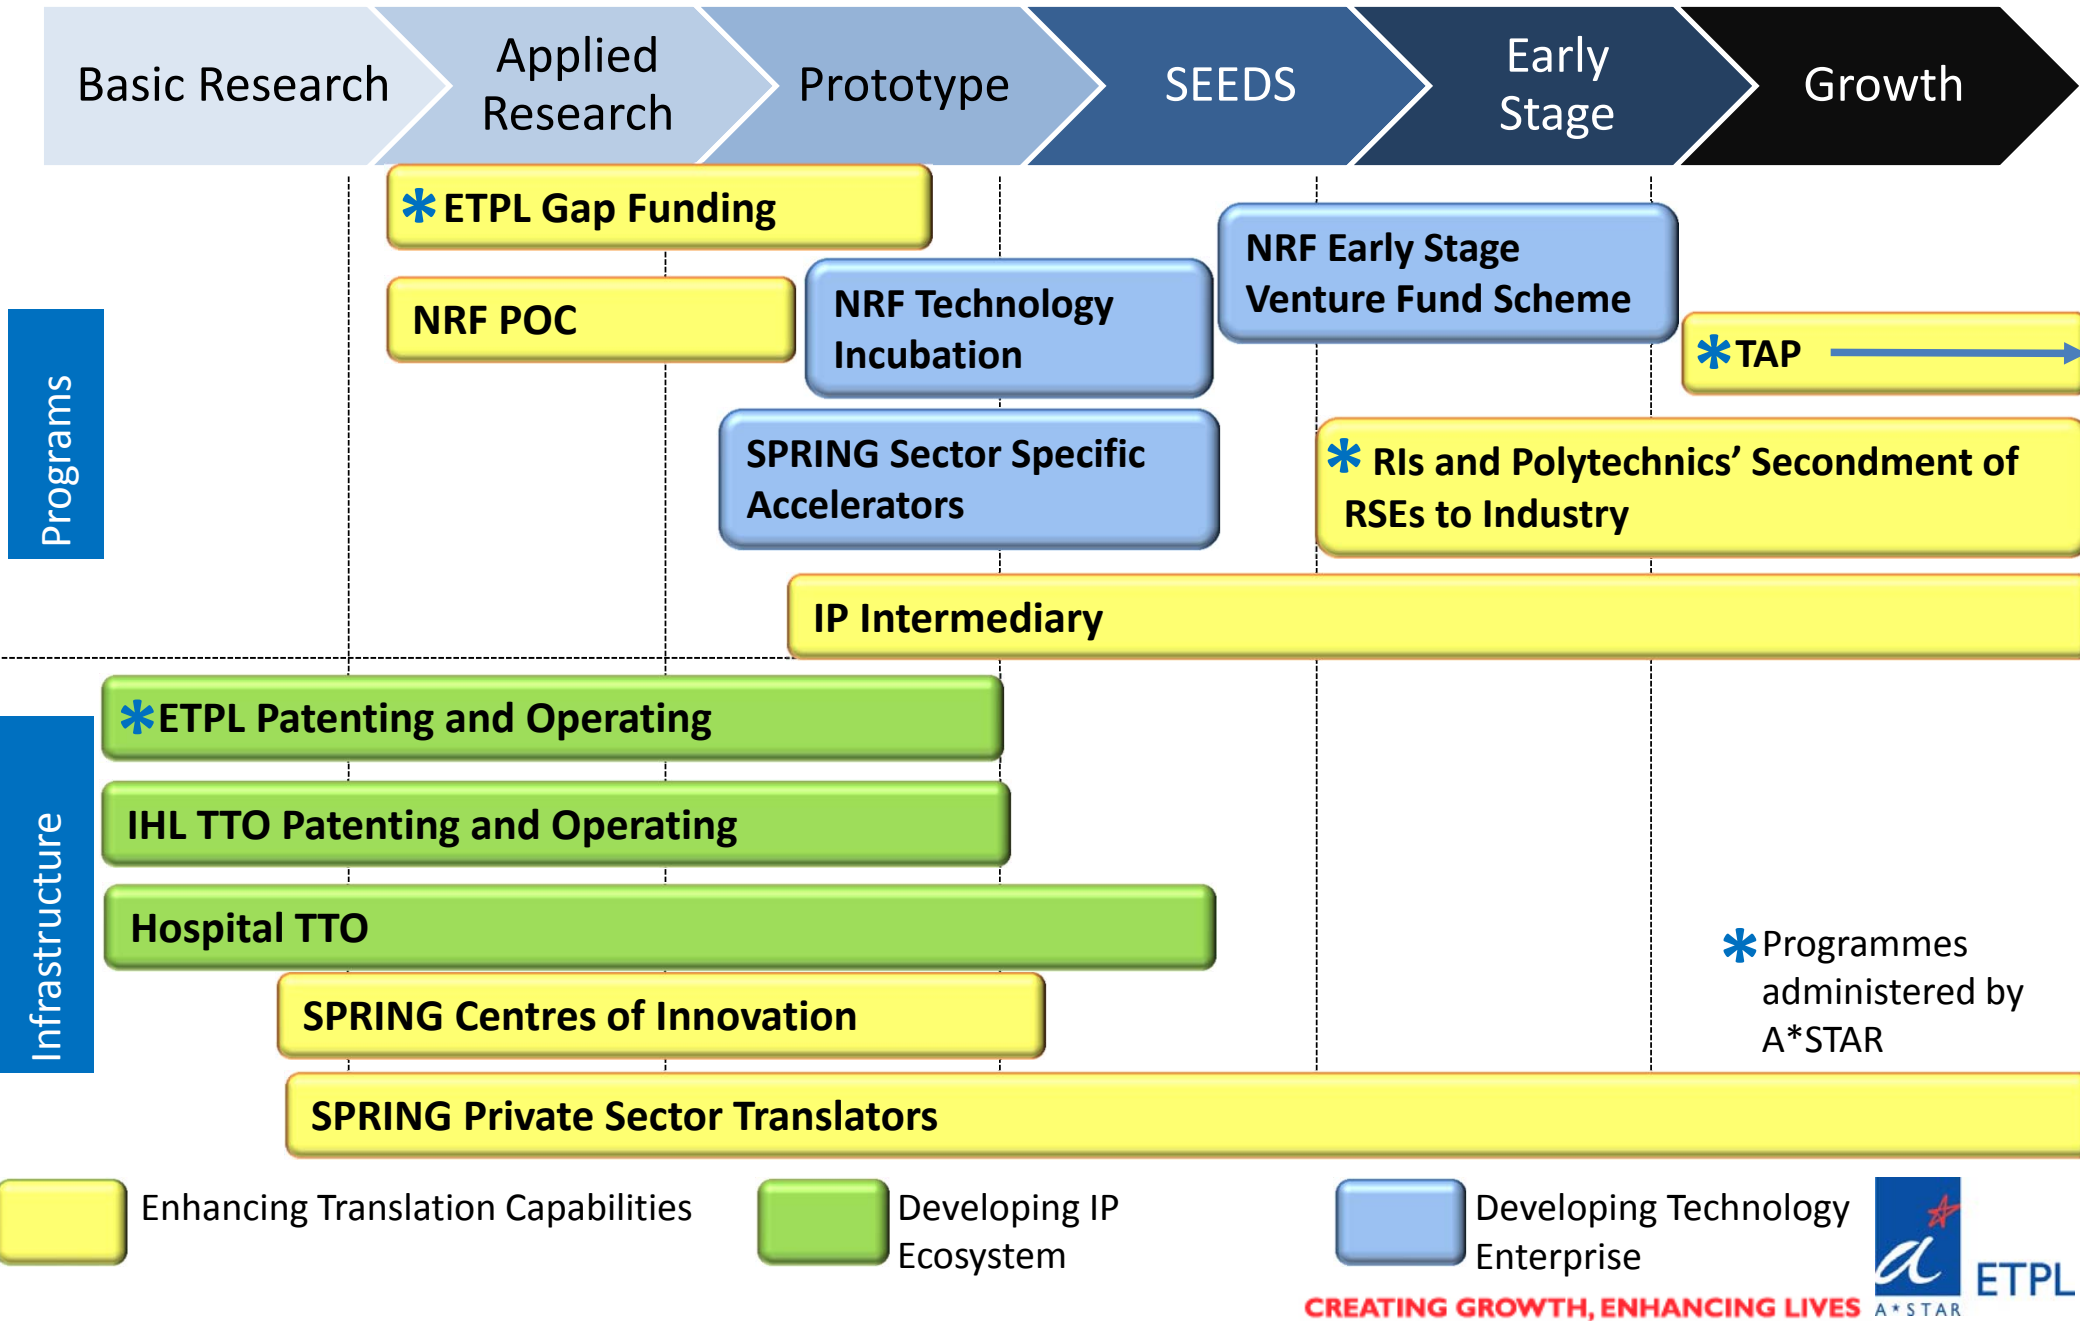 Basic Research
Applied
Research
Prototype
SEEDS
Early
Stage
Growth
Programs
* ETPL Gap Funding
NRF POC
NRF Technology
Incubation
NRF Early Stage
Venture Fund Scheme
* TAP
SPRING Sector Specific
Accelerators
* RIs and Polytechnics’ Secondment of
RSEs to Industry
IP Intermediary
Infrastructure
* ETPL Patenting and Operating
IHL TTO Patenting and Operating
Hospital TTO
SPRING Centres of Innovation
SPRING Private Sector Translators
* Programmes
administered by
A*STAR
Enhancing Translation Capabilities
Developing IP
Ecosystem
Developing Technology
Enterprise
CREATING GROWTH, ENHANCING LIVES
a
A★STAR
ETPL